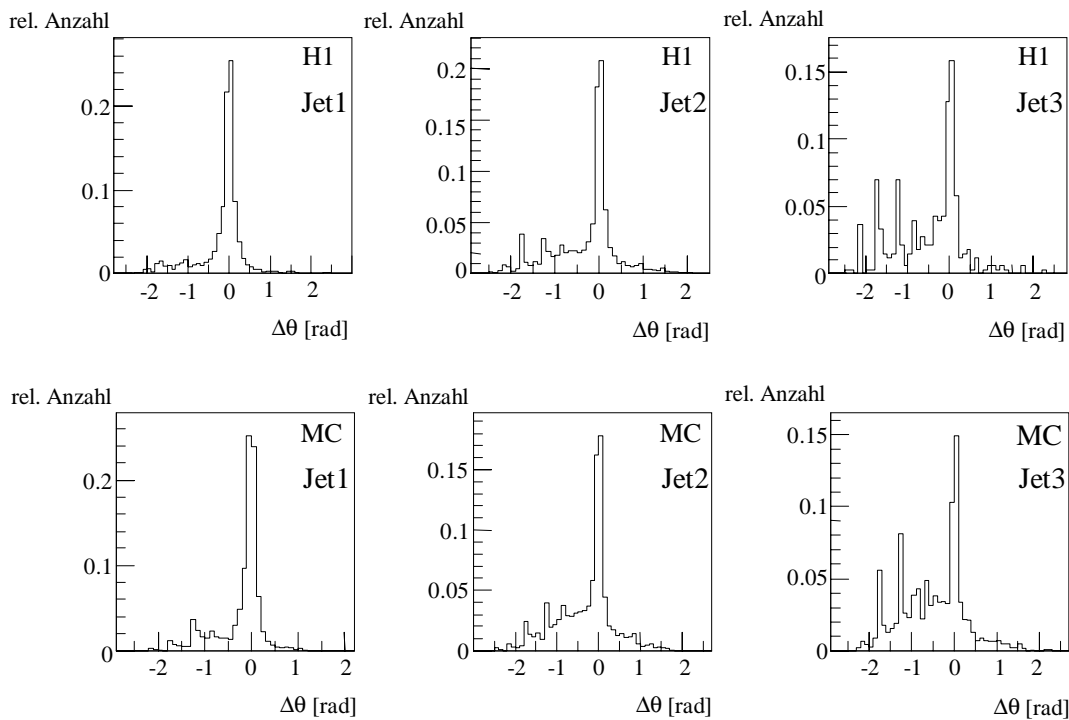 rel. Anzahl
H1
Jet1
0.2
0.1
0
-2 -1 0 1 2
Δθ [rad]
rel. Anzahl
H1
Jet2
0.2
0.15
0.1
0.05
0
-2 -1 0 1 2
Δθ [rad]
rel. Anzahl
H1
Jet3
0.15
0.1
0.05
0
-2 -1 0 1 2
Δθ [rad]
rel. Anzahl
MC
Jet1
0.2
0.1
0
-2 -1 0 1 2
Δθ [rad]
rel. Anzahl
MC
Jet2
0.15
0.1
0.05
0
-2 -1 0 1 2
Δθ [rad]
rel. Anzahl
MC
Jet3
0.15
0.1
0.05
0
-2 -1 0 1 2
Δθ [rad]